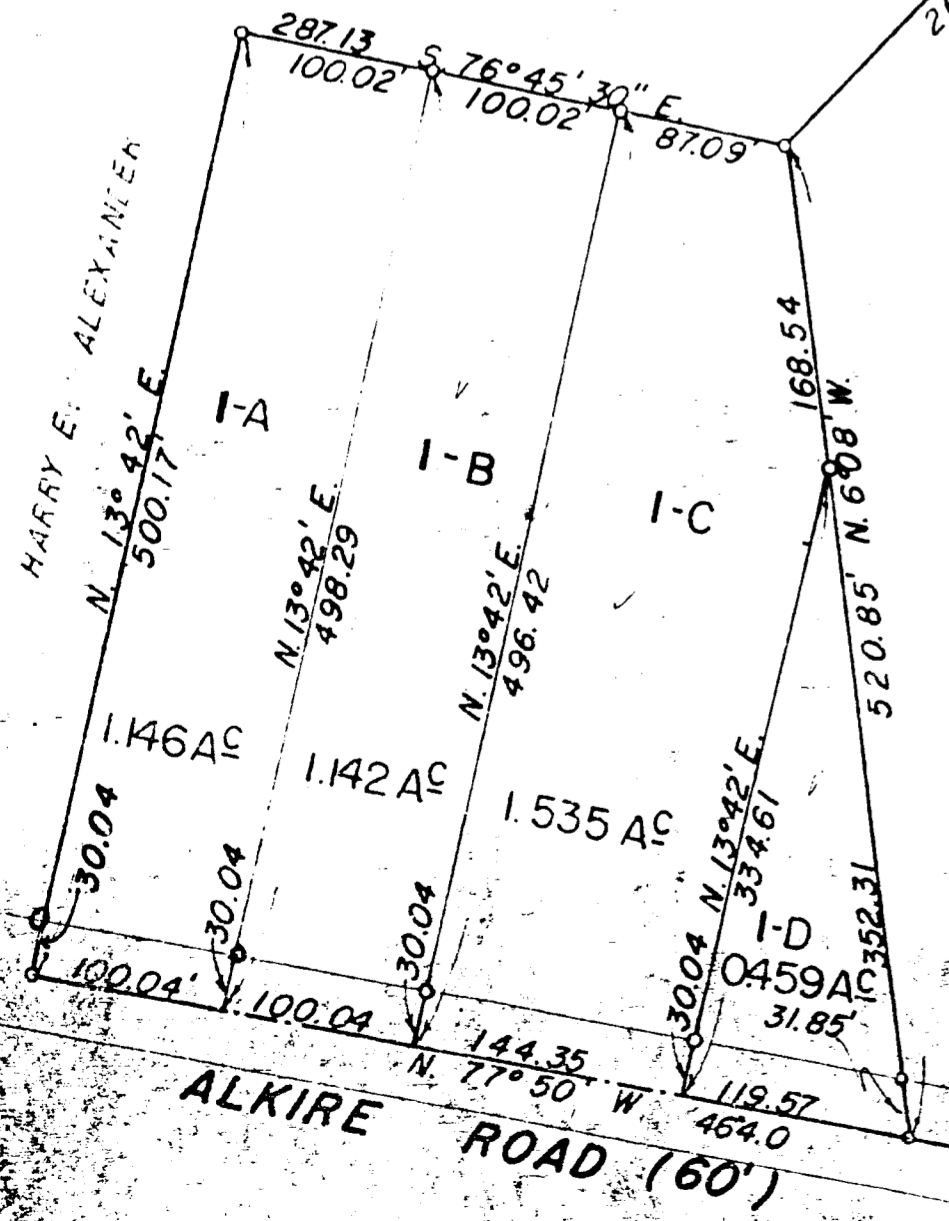 287.13 S. 76°45'30" E.
100.02' 100.02' 87.09'
HARRY E. ALEXANDER
N. 13° 42' E.
500.17'
1-A
N. 13°42' E.
498.29
1-B
N. 13°42' E.
496.42
1-C
168.54
N. 6°08' W.
520.85'
352.31
N. 13°42' E.
334.61
1.146 Ac
1.142 Ac
1.535 Ac
1-D
0.459 Ac
31.85'
30.04
30.04
30.04
30.04
100.04'
100.04
144.35
119.57
N. 77°50' W
464.0
ALKIRE ROAD (60')